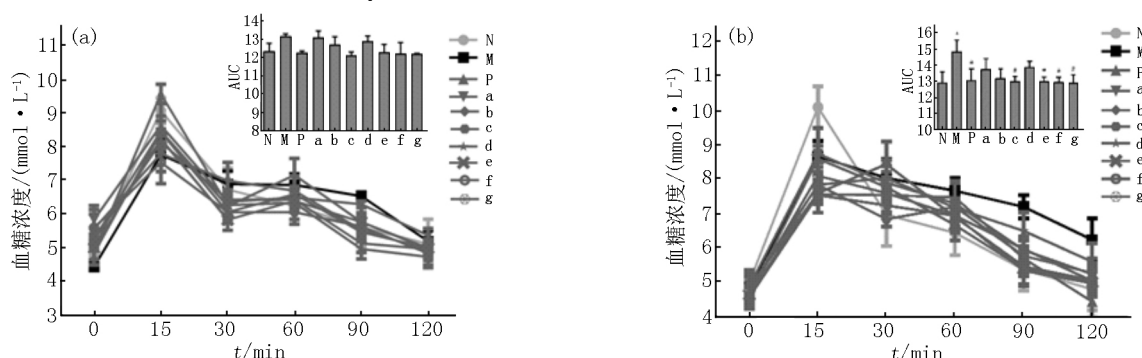 (a)
血糖浓度/(mmol·L⁻¹)
11
10
9
8
7
6
5
4
3
0 15 30 60 90 120
t/min
AUC
14
13
12
11
10
9
8
N M P a b c d e f g
N
M
P
a
b
c
d
e
f
g
(b)
血糖浓度/(mmol·L⁻¹)
12
11
10
9
8
7
6
5
4
0 15 30 60 90 120
t/min
AUC
16
15
14
13
12
11
10
N M P a b c d e f g
N
M
P
a
b
c
d
e
f
g